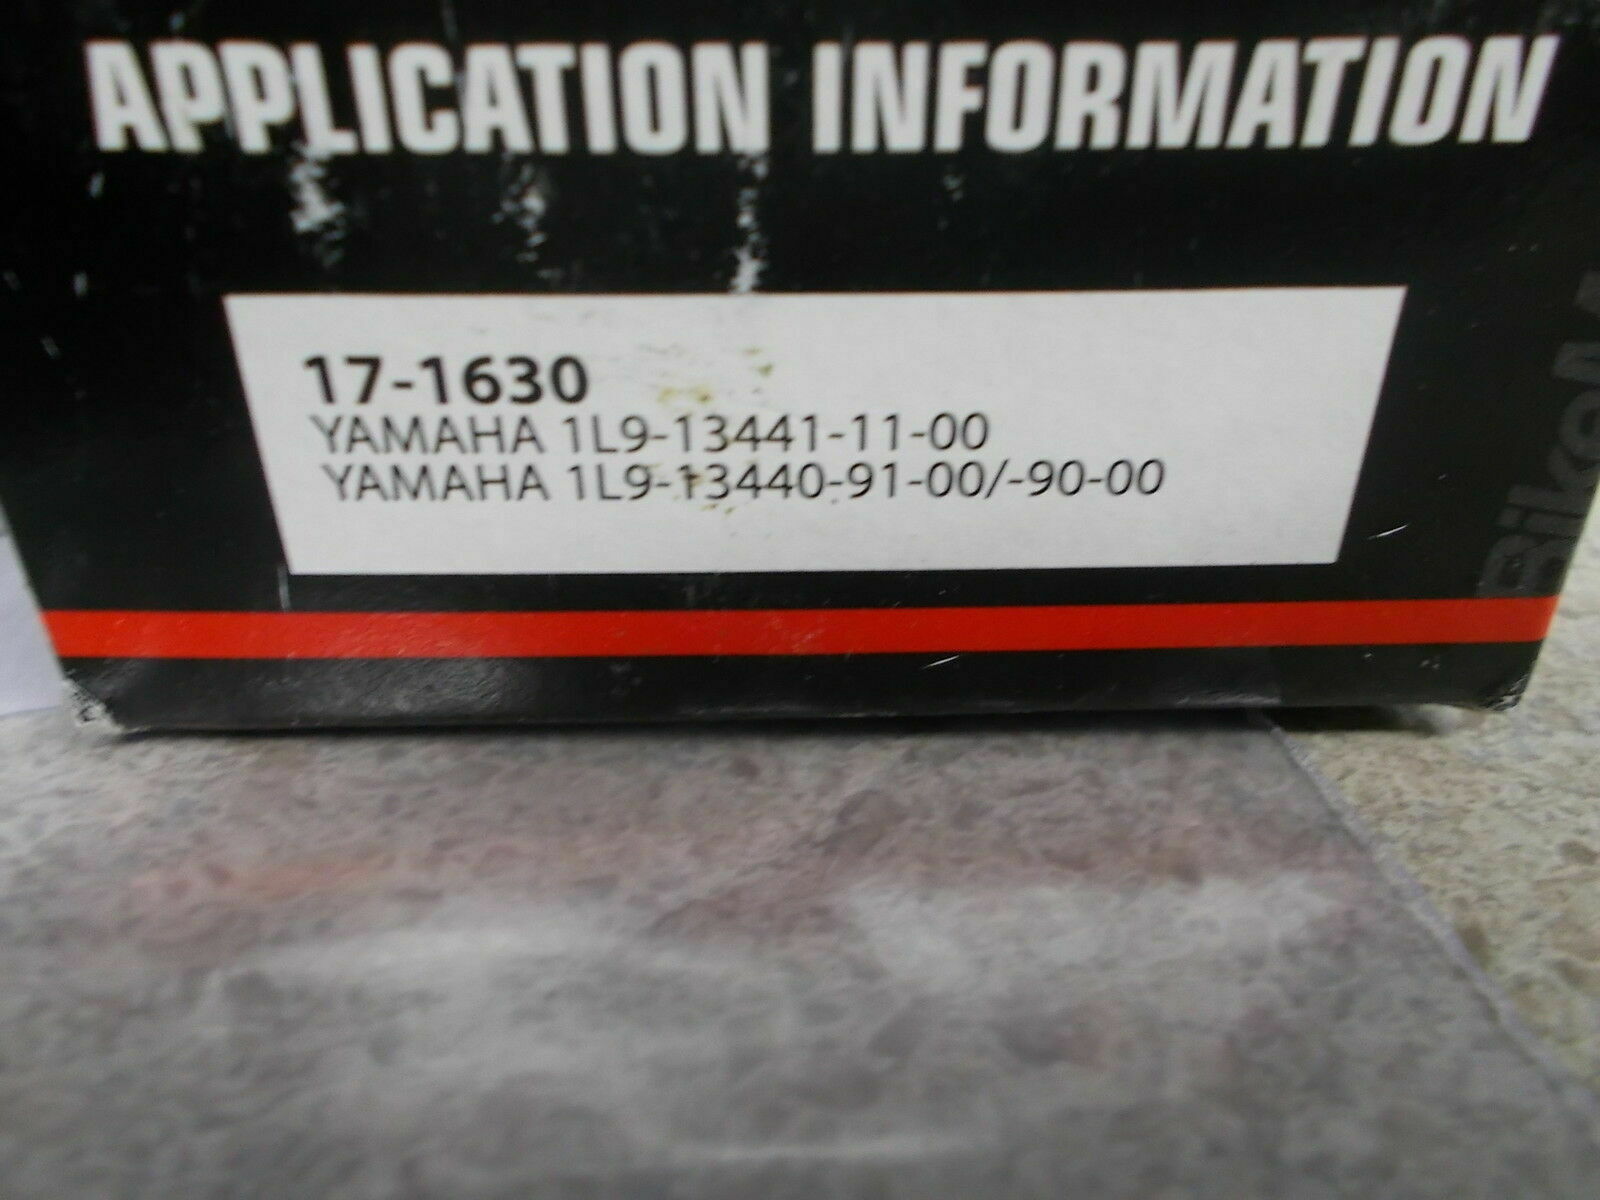 APPLICATION INFORMATION
17-1630
YAMAHA 1L9-13441-11-00
YAMAHA 1L9-13440-91-00/-90-00